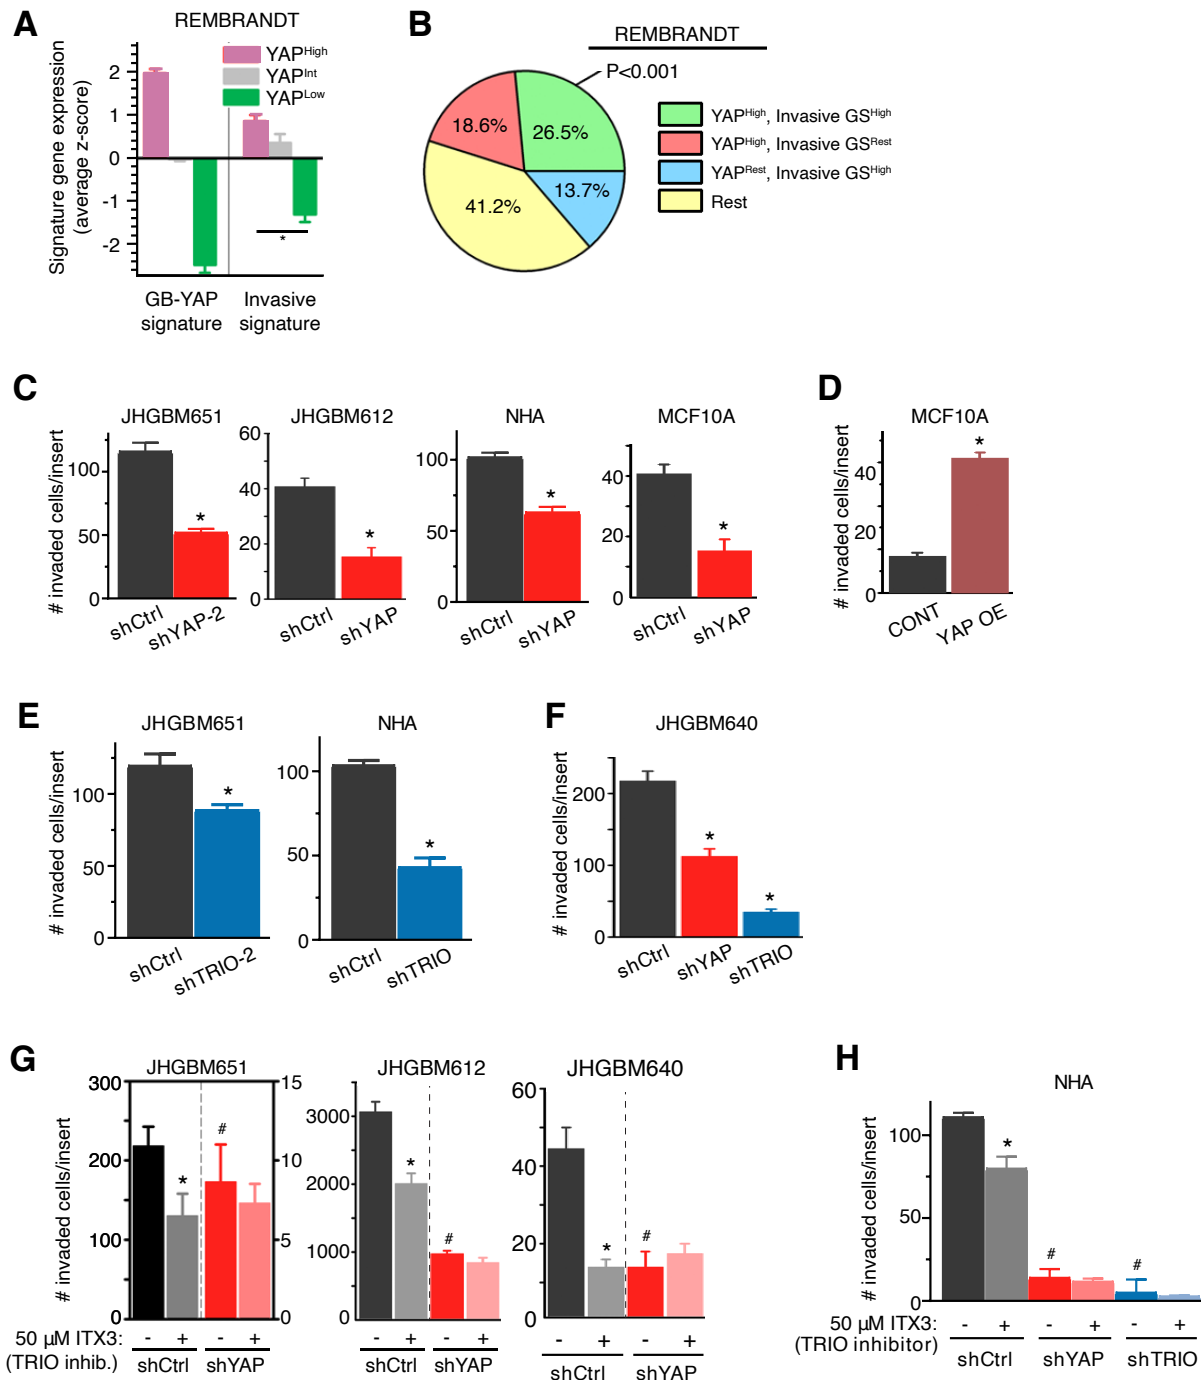 A
REMBRANDT
YAPHigh
YAPInt
YAPLow
Signature gene expression
(average z-score)
2
1
0
-1
-2
*
GB-YAP
signature
Invasive
signature
B
REMBRANDT
P<0.001
18.6%
26.5%
13.7%
41.2%
YAPHigh, Invasive GSHigh
YAPHigh, Invasive GSRest
YAPRest, Invasive GSHigh
Rest
C
# invaded cells/insert
JHGBM651
100
50
0
*
shCtrl
shYAP-2
JHGBM612
60
40
20
0
*
shCtrl
shYAP
NHA
100
50
0
*
shCtrl
shYAP
MCF10A
40
20
0
*
shCtrl
shYAP
D
MCF10A
# invaded cells/insert
40
20
0
*
CONT
YAP OE
E
JHGBM651
# invaded cells/insert
100
50
0
*
shCtrl
shTRIO-2
NHA
100
50
0
*
shCtrl
shTRIO
F
JHGBM640
# invaded cells/insert
200
100
0
*
*
shCtrl
shYAP
shTRIO
G
JHGBM651
# invaded cells/insert
300
200
100
0
15
10
5
0
*
#
50 µM ITX3:
(TRIO inhib.)
- + - +
shCtrl shYAP
JHGBM612
3000
2000
1000
0
*
#
- + - +
shCtrl shYAP
JHGBM640
60
40
20
0
*
#
- + - +
shCtrl shYAP
H
NHA
# invaded cells/insert
100
50
0
*
#
#
50 µM ITX3:
(TRIO inhibitor)
- + - + - +
shCtrl shYAP shTRIO